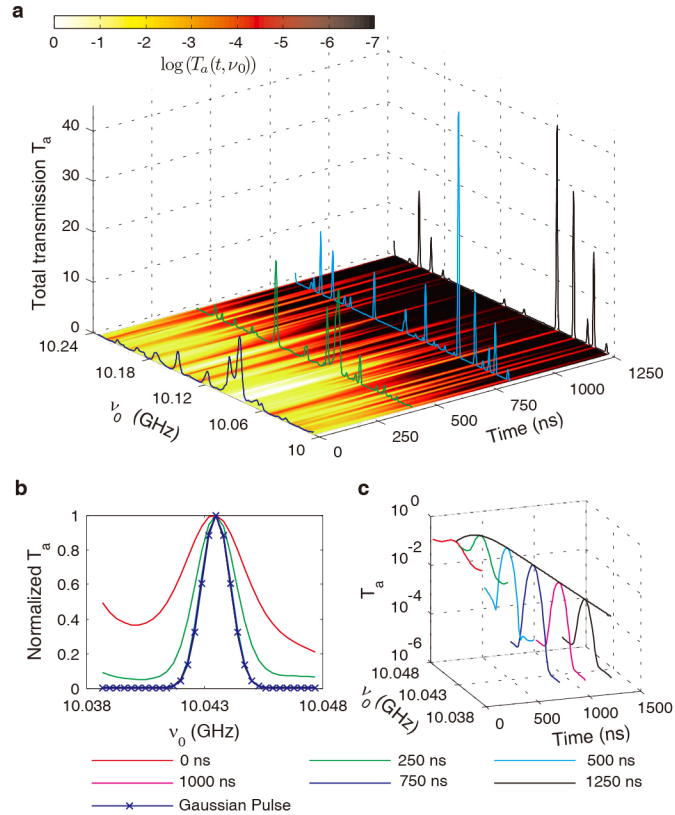 a
0 -1 -2 -3 -4 -5 -6 -7
log(T_a(t,ν_0))
Total transmission T_a
40
30
20
10
0
10.24
10.18
10.12
10.06
10
ν_0 (GHz)
0
250
500
750
1000
1250
Time (ns)
b
Normalized T_a
1
0.8
0.6
0.4
0.2
0
10.038 10.043 10.048
ν_0 (GHz)
c
T_a
10^0
10^-2
10^-4
10^-6
10.048
10.043
10.038
ν_0 (GHz)
0 500 1000 1500
Time (ns)
0 ns 250 ns 500 ns
1000 ns 750 ns 1250 ns
Gaussian Pulse